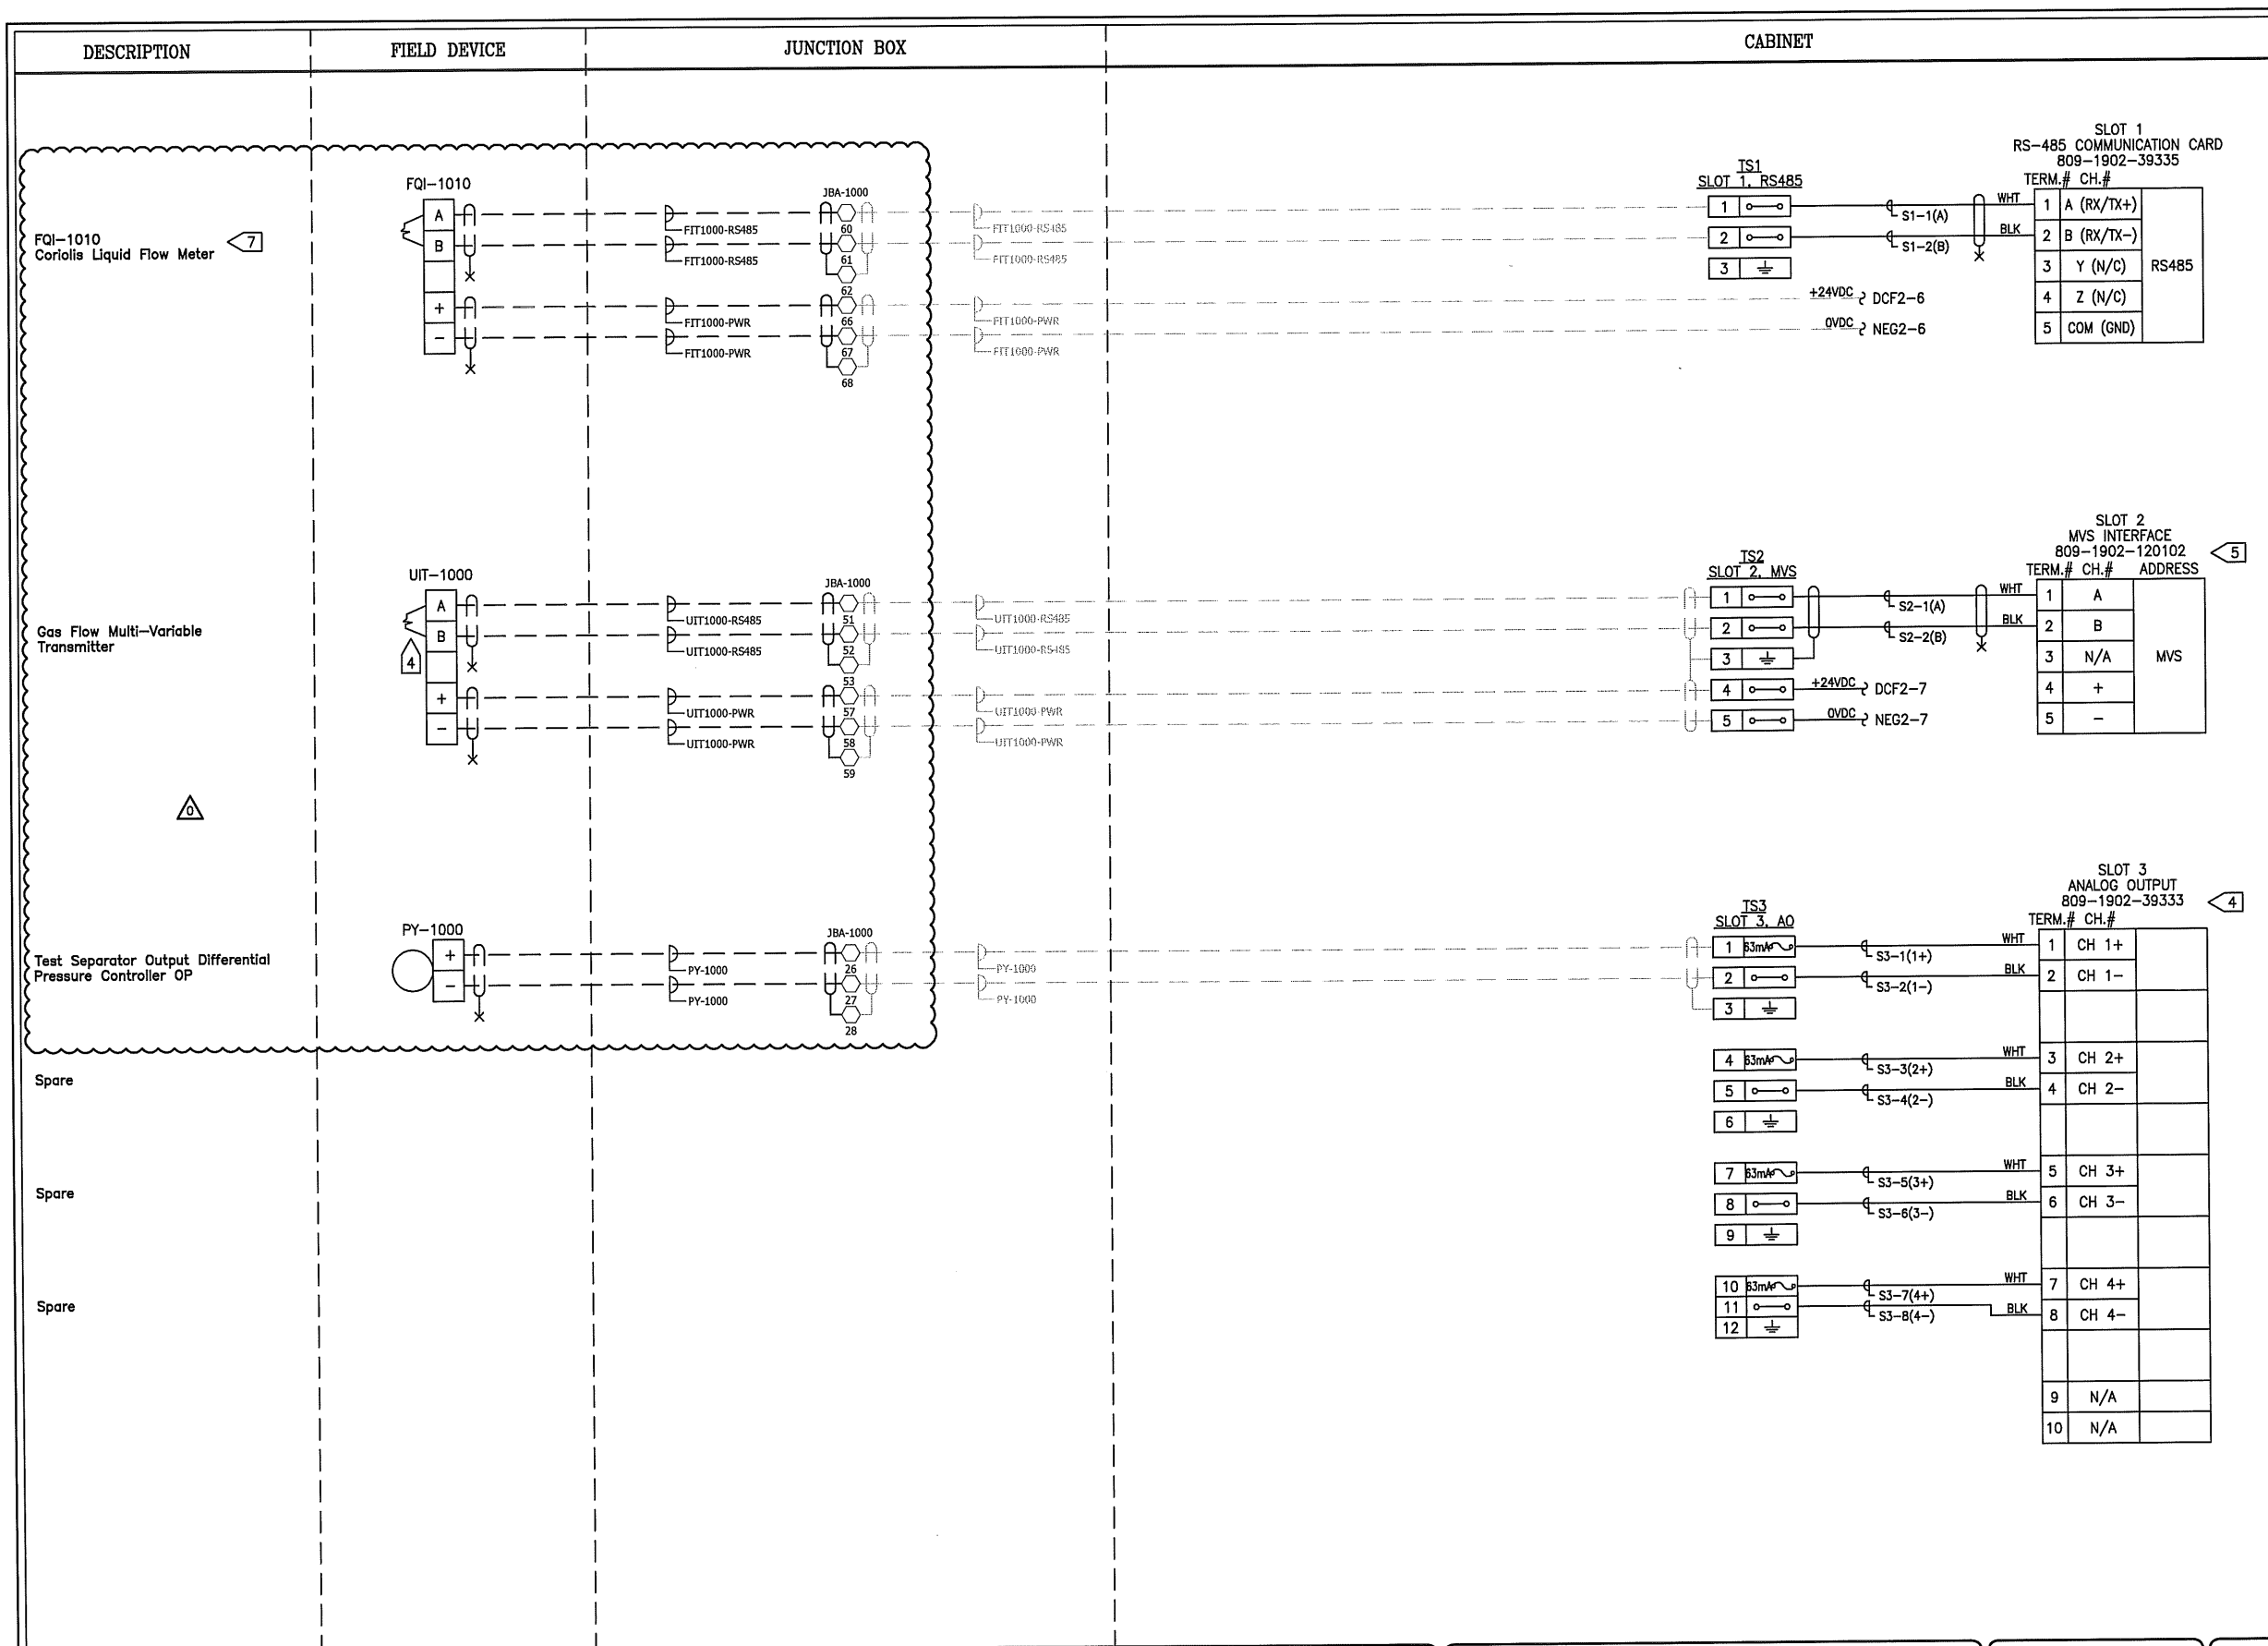 DESCRIPTION FIELD DEVICE JUNCTION BOX CABINET
SLOT 1
RS-485 COMMUNICATION CARD
809-1902-39335
TERM.# CH.#
TS1
SLOT 1, RS485
FQI-1010
JBA-1000
FQI-1010
Coriolis Liquid Flow Meter
7
A FIT1000-RS485 60 FIT1000-RS485 1 S1-1(A) WHT 1 A (RX/TX+)
B FIT1000-RS485 61 FIT1000-RS485 2 S1-2(B) BLK 2 B (RX/TX-)
62 3 3 Y (N/C) RS485
+ FIT1000-PWR 66 FIT1000-PWR +24VDC DCF2-6 4 Z (N/C)
- FIT1000-PWR 67 FIT1000-PWR 0VDC NEG2-6 5 COM (GND)
68
SLOT 2
MVS INTERFACE
809-1902-120102
5
TERM.# CH.# ADDRESS
TS2
SLOT 2, MVS
UIT-1000
JBA-1000
Gas Flow Multi-Variable
Transmitter
4
A UIT1000-RS485 51 UIT1000-RS485 1 S2-1(A) WHT 1 A
B UIT1000-RS485 52 UIT1000-RS485 2 S2-2(B) BLK 2 B
53 3 3 N/A MVS
+ UIT1000-PWR 57 UIT1000-PWR 4 +24VDC DCF2-7 4 +
- UIT1000-PWR 58 UIT1000-PWR 5 0VDC NEG2-7 5 -
59
0
SLOT 3
ANALOG OUTPUT
809-1902-39333
4
TERM.# CH.#
TS3
SLOT 3, AO
PY-1000
JBA-1000
Test Separator Output Differential
Pressure Controller OP
+ PY-1000 26 PY-1000 1 63mA S3-1(1+) WHT 1 CH 1+
- PY-1000 27 PY-1000 2 S3-2(1-) BLK 2 CH 1-
28 3
Spare
4 63mA S3-3(2+) WHT 3 CH 2+
5 S3-4(2-) BLK 4 CH 2-
6
Spare
7 63mA S3-5(3+) WHT 5 CH 3+
8 S3-6(3-) BLK 6 CH 3-
9
Spare
10 63mA S3-7(4+) WHT 7 CH 4+
11 S3-8(4-) BLK 8 CH 4-
12
9 N/A
10 N/A